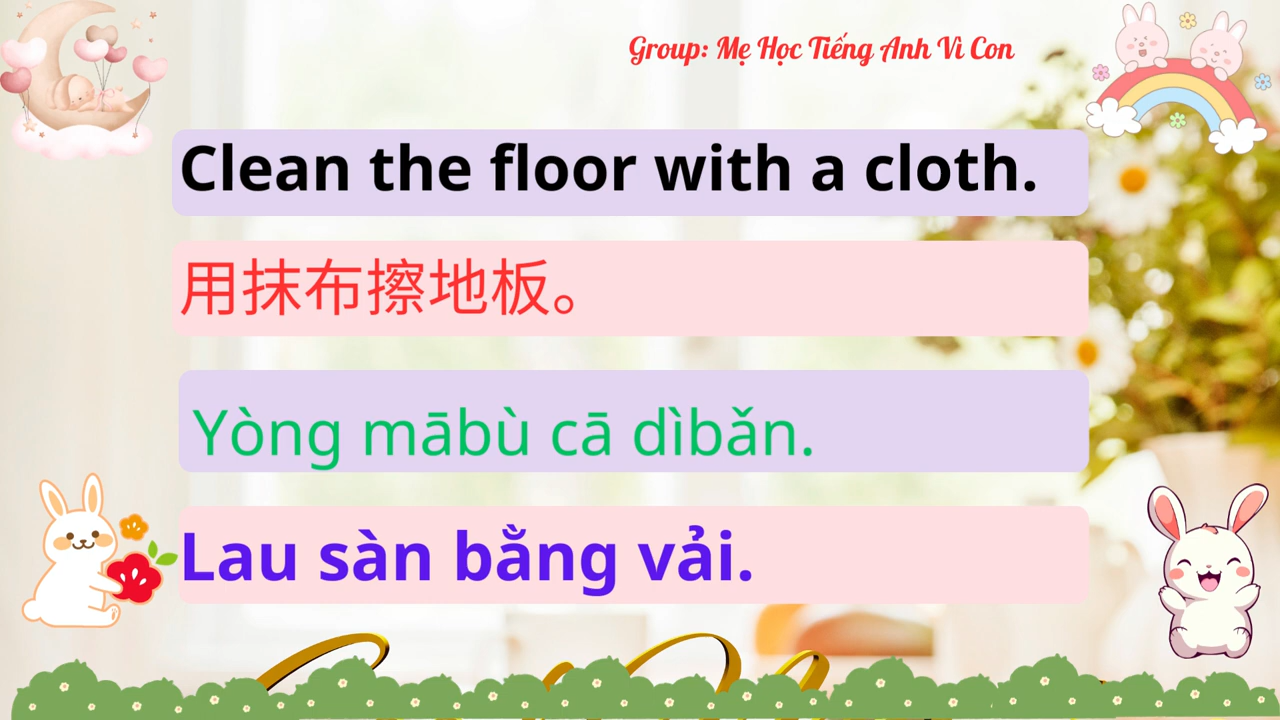 Group: Mẹ Học Tiếng Anh Vì Con
Clean the floor with a cloth.
用抹布擦地板。
Yòng mābù cā dìbǎn.
Lau sàn bằng vải.